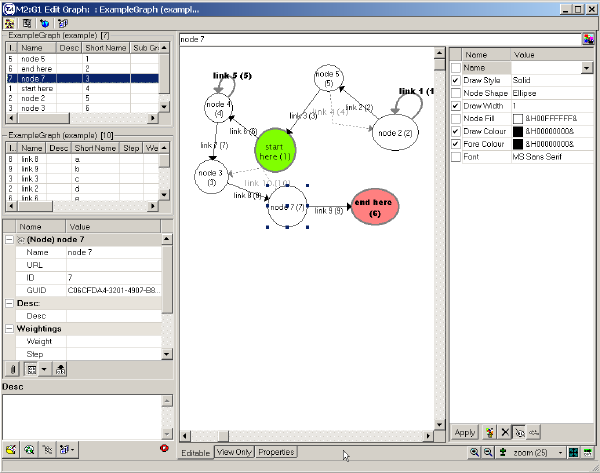 M2:G1 Edit Graph: : ExampleGraph (exampl...
ExampleGraph (example) [7]
I.. Name Desc Short Name Sub Gr
5 node 5 1
6 end here 2
7 node 7 3
1 start here 4
2 node 2 5
3 node 3 6
ExampleGraph (example) [10]
I.. Name Desc Short Name Step We
8 link 8 a
9 link 9 b
3 link 3 c
2 link 2 d
6 link 6 e
Name Value
(Node) node 7
Name node 7
URL
ID 7
GUID C06CFDA4-3201-4907-B8...
Desc:
Desc
Weightings
Weight
Step
Desc
node 7
link 5 (5)
node 5 (5)
link 1 (1
node 4 (4)
link 4 (4)
link 2 (2)
link 3 (3)
node 2 (2)
link 6 (6)
link 7 (7)
start here (1)
node 3 (3)
link 10 (10)
link 8 (8)
node 7 (7)
link 9 (9)
end here (6)
Editable View Only Properties
Name Value
Name
Draw Style Solid
Node Shape Ellipse
Draw Width 1
Node Fill &H00FFFFFF&
Draw Colour &H00000000&
Fore Colour &H00000000&
Font MS Sans Serif
Apply
zoom (25)